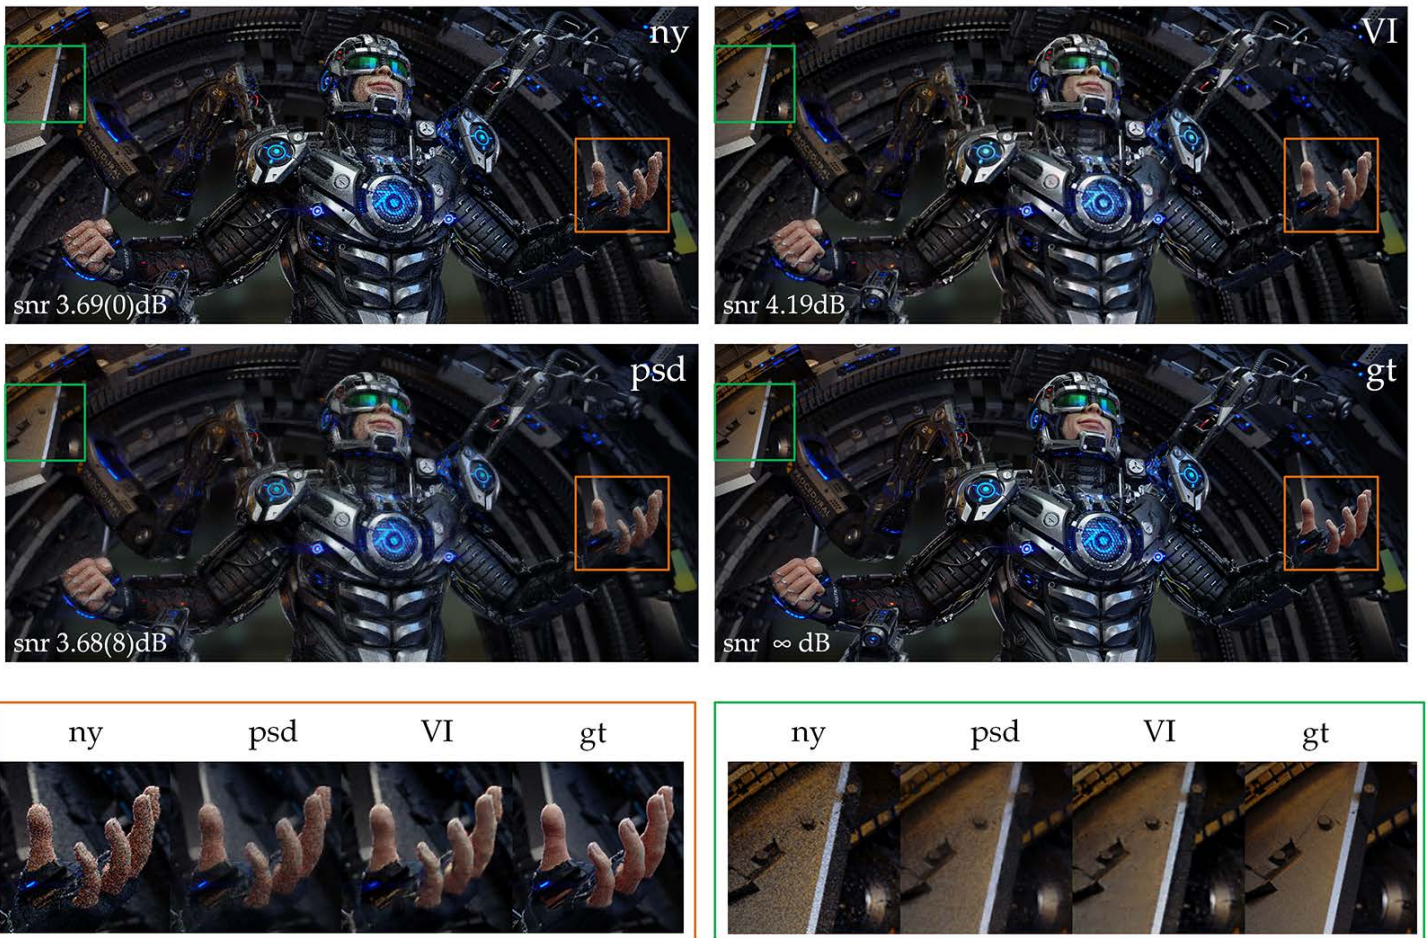 ny
VI
snr 3.69(0)dB
snr 4.19dB
psd
gt
snr 3.68(8)dB
snr ∞ dB
ny psd VI gt
ny psd VI gt